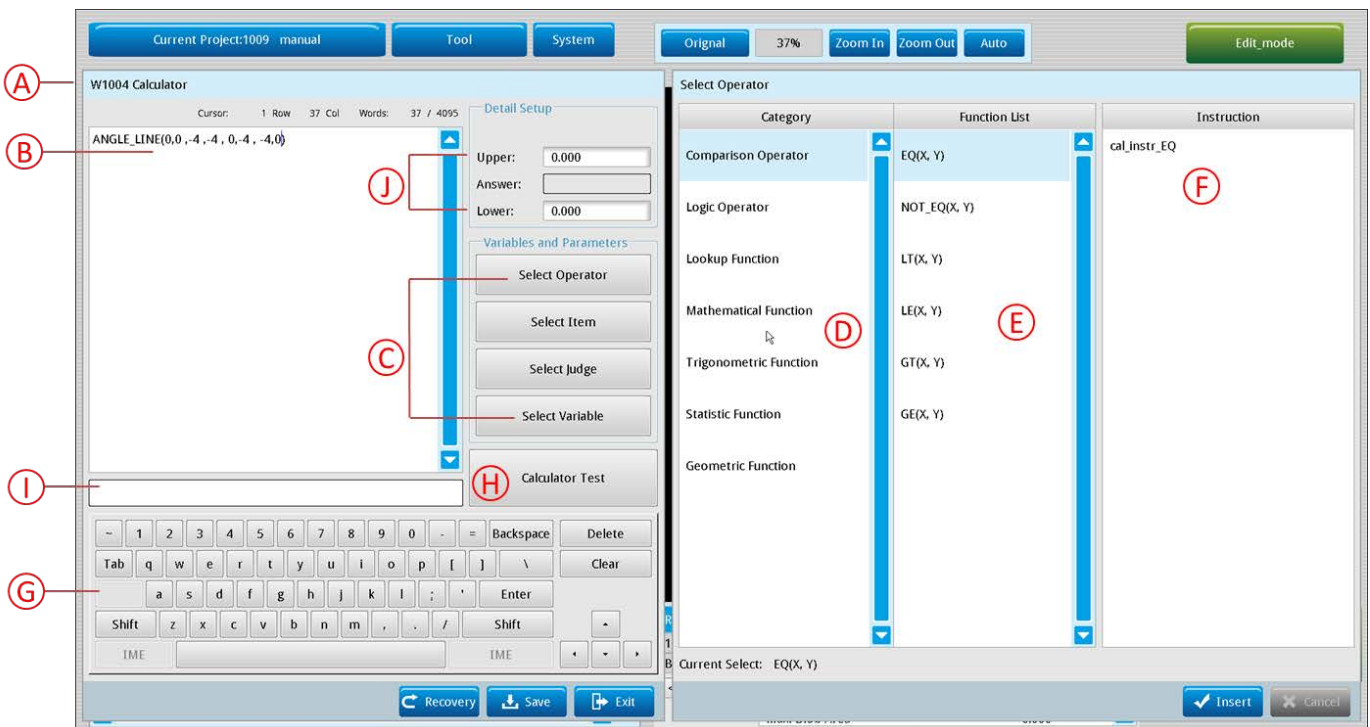 Current Project:1009 manual
Tool
System
Orignal
37%
Zoom In
Zoom Out
Auto
Edit_mode
A
W1004 Calculator
Cursor: 1 Row 37 Col Words: 37 / 4095
B
ANGLE_LINE(0,0 ,-4 ,-4 , 0,-4 , -4,0)
Detail Setup
J
Upper: 0.000
Answer:
Lower: 0.000
Variables and Parameters
C
Select Operator
Select Item
Select Judge
Select Variable
H
Calculator Test
I
G
~ 1 2 3 4 5 6 7 8 9 0 - = Backspace Delete
Tab q w e r t y u i o p [ ] \ Clear
a s d f g h j k l ; ' Enter
Shift z x c v b n m , . / Shift
IME IME
Recovery
Save
Exit
Select Operator
Category
Function List
Instruction
Comparison Operator
Logic Operator
Lookup Function
Mathematical Function
Trigonometric Function
Statistic Function
Geometric Function
D
EQ(X, Y)
NOT_EQ(X, Y)
LT(X, Y)
LE(X, Y)
GT(X, Y)
GE(X, Y)
E
cal_instr_EQ
F
Current Select: EQ(X, Y)
Insert
Cancel